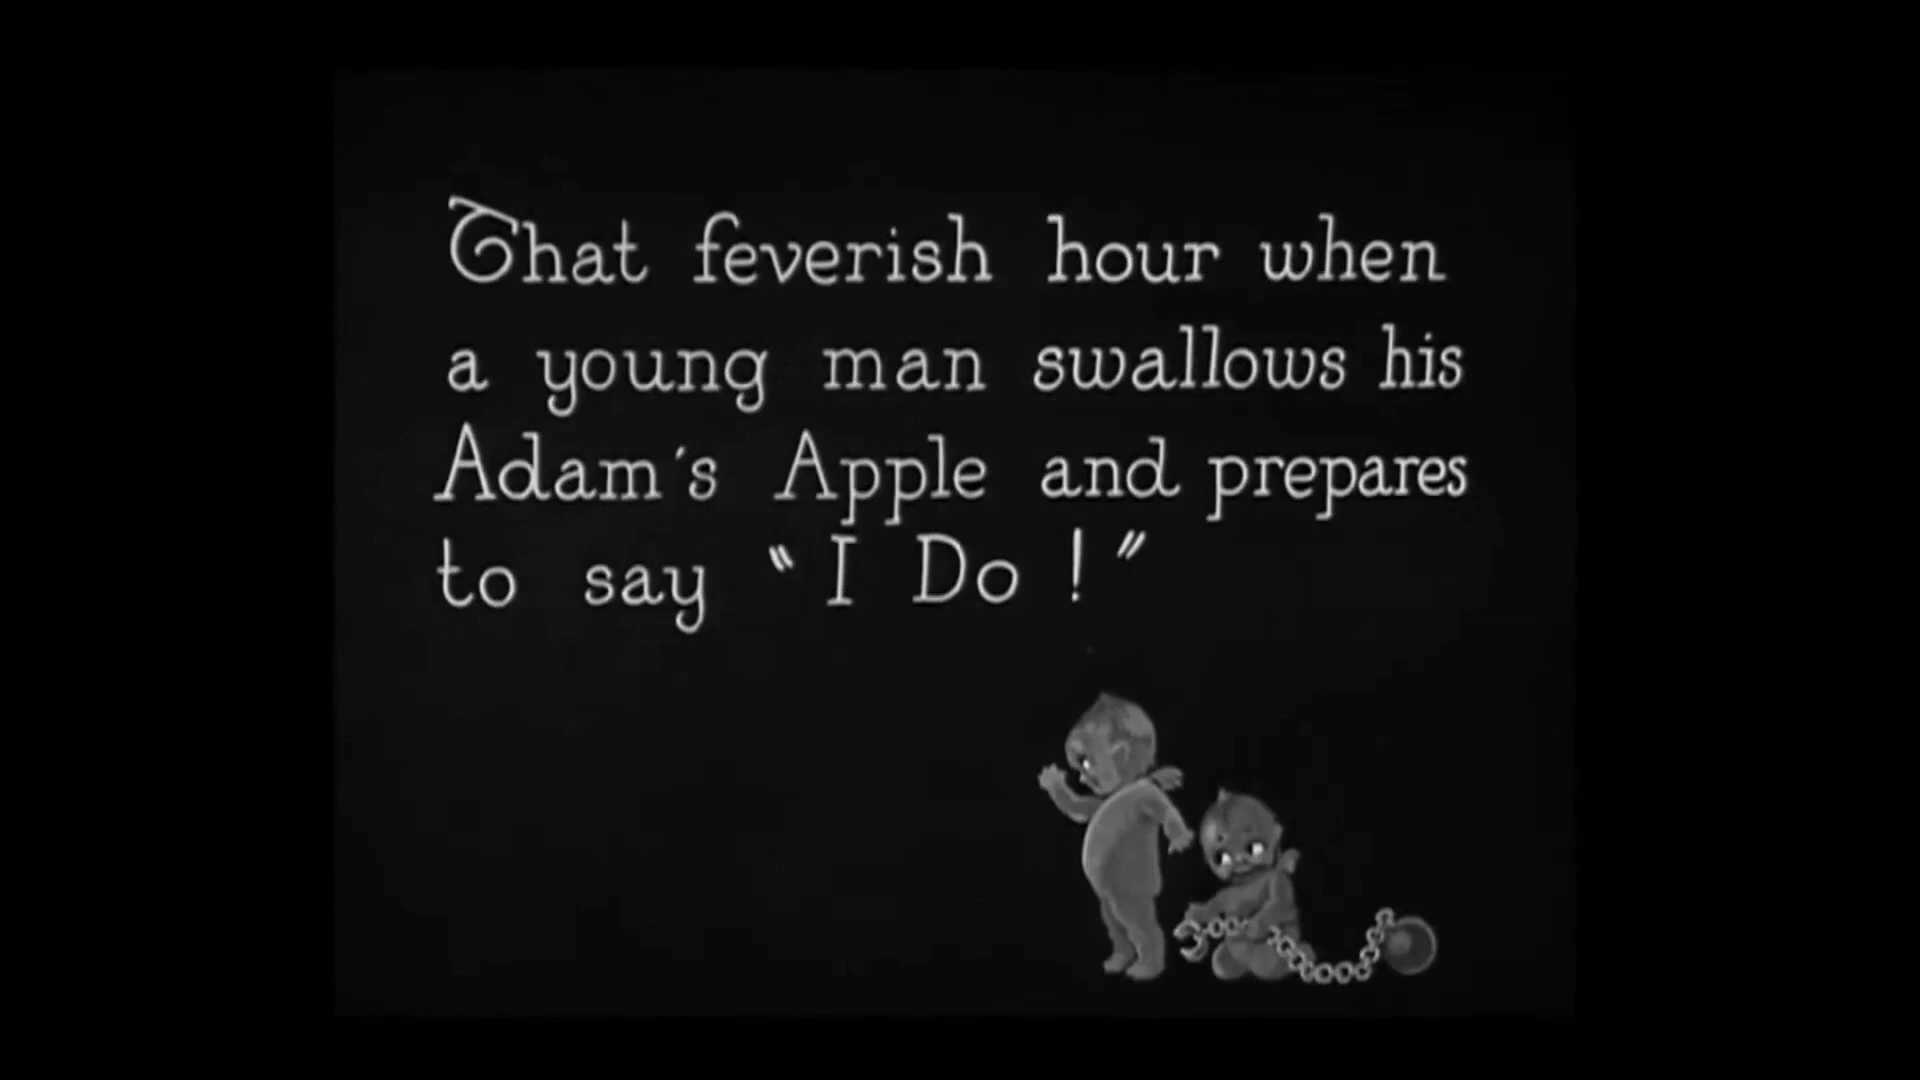 That feverish hour when
a young man swallows his
Adam's Apple and prepares
to say "I Do!"